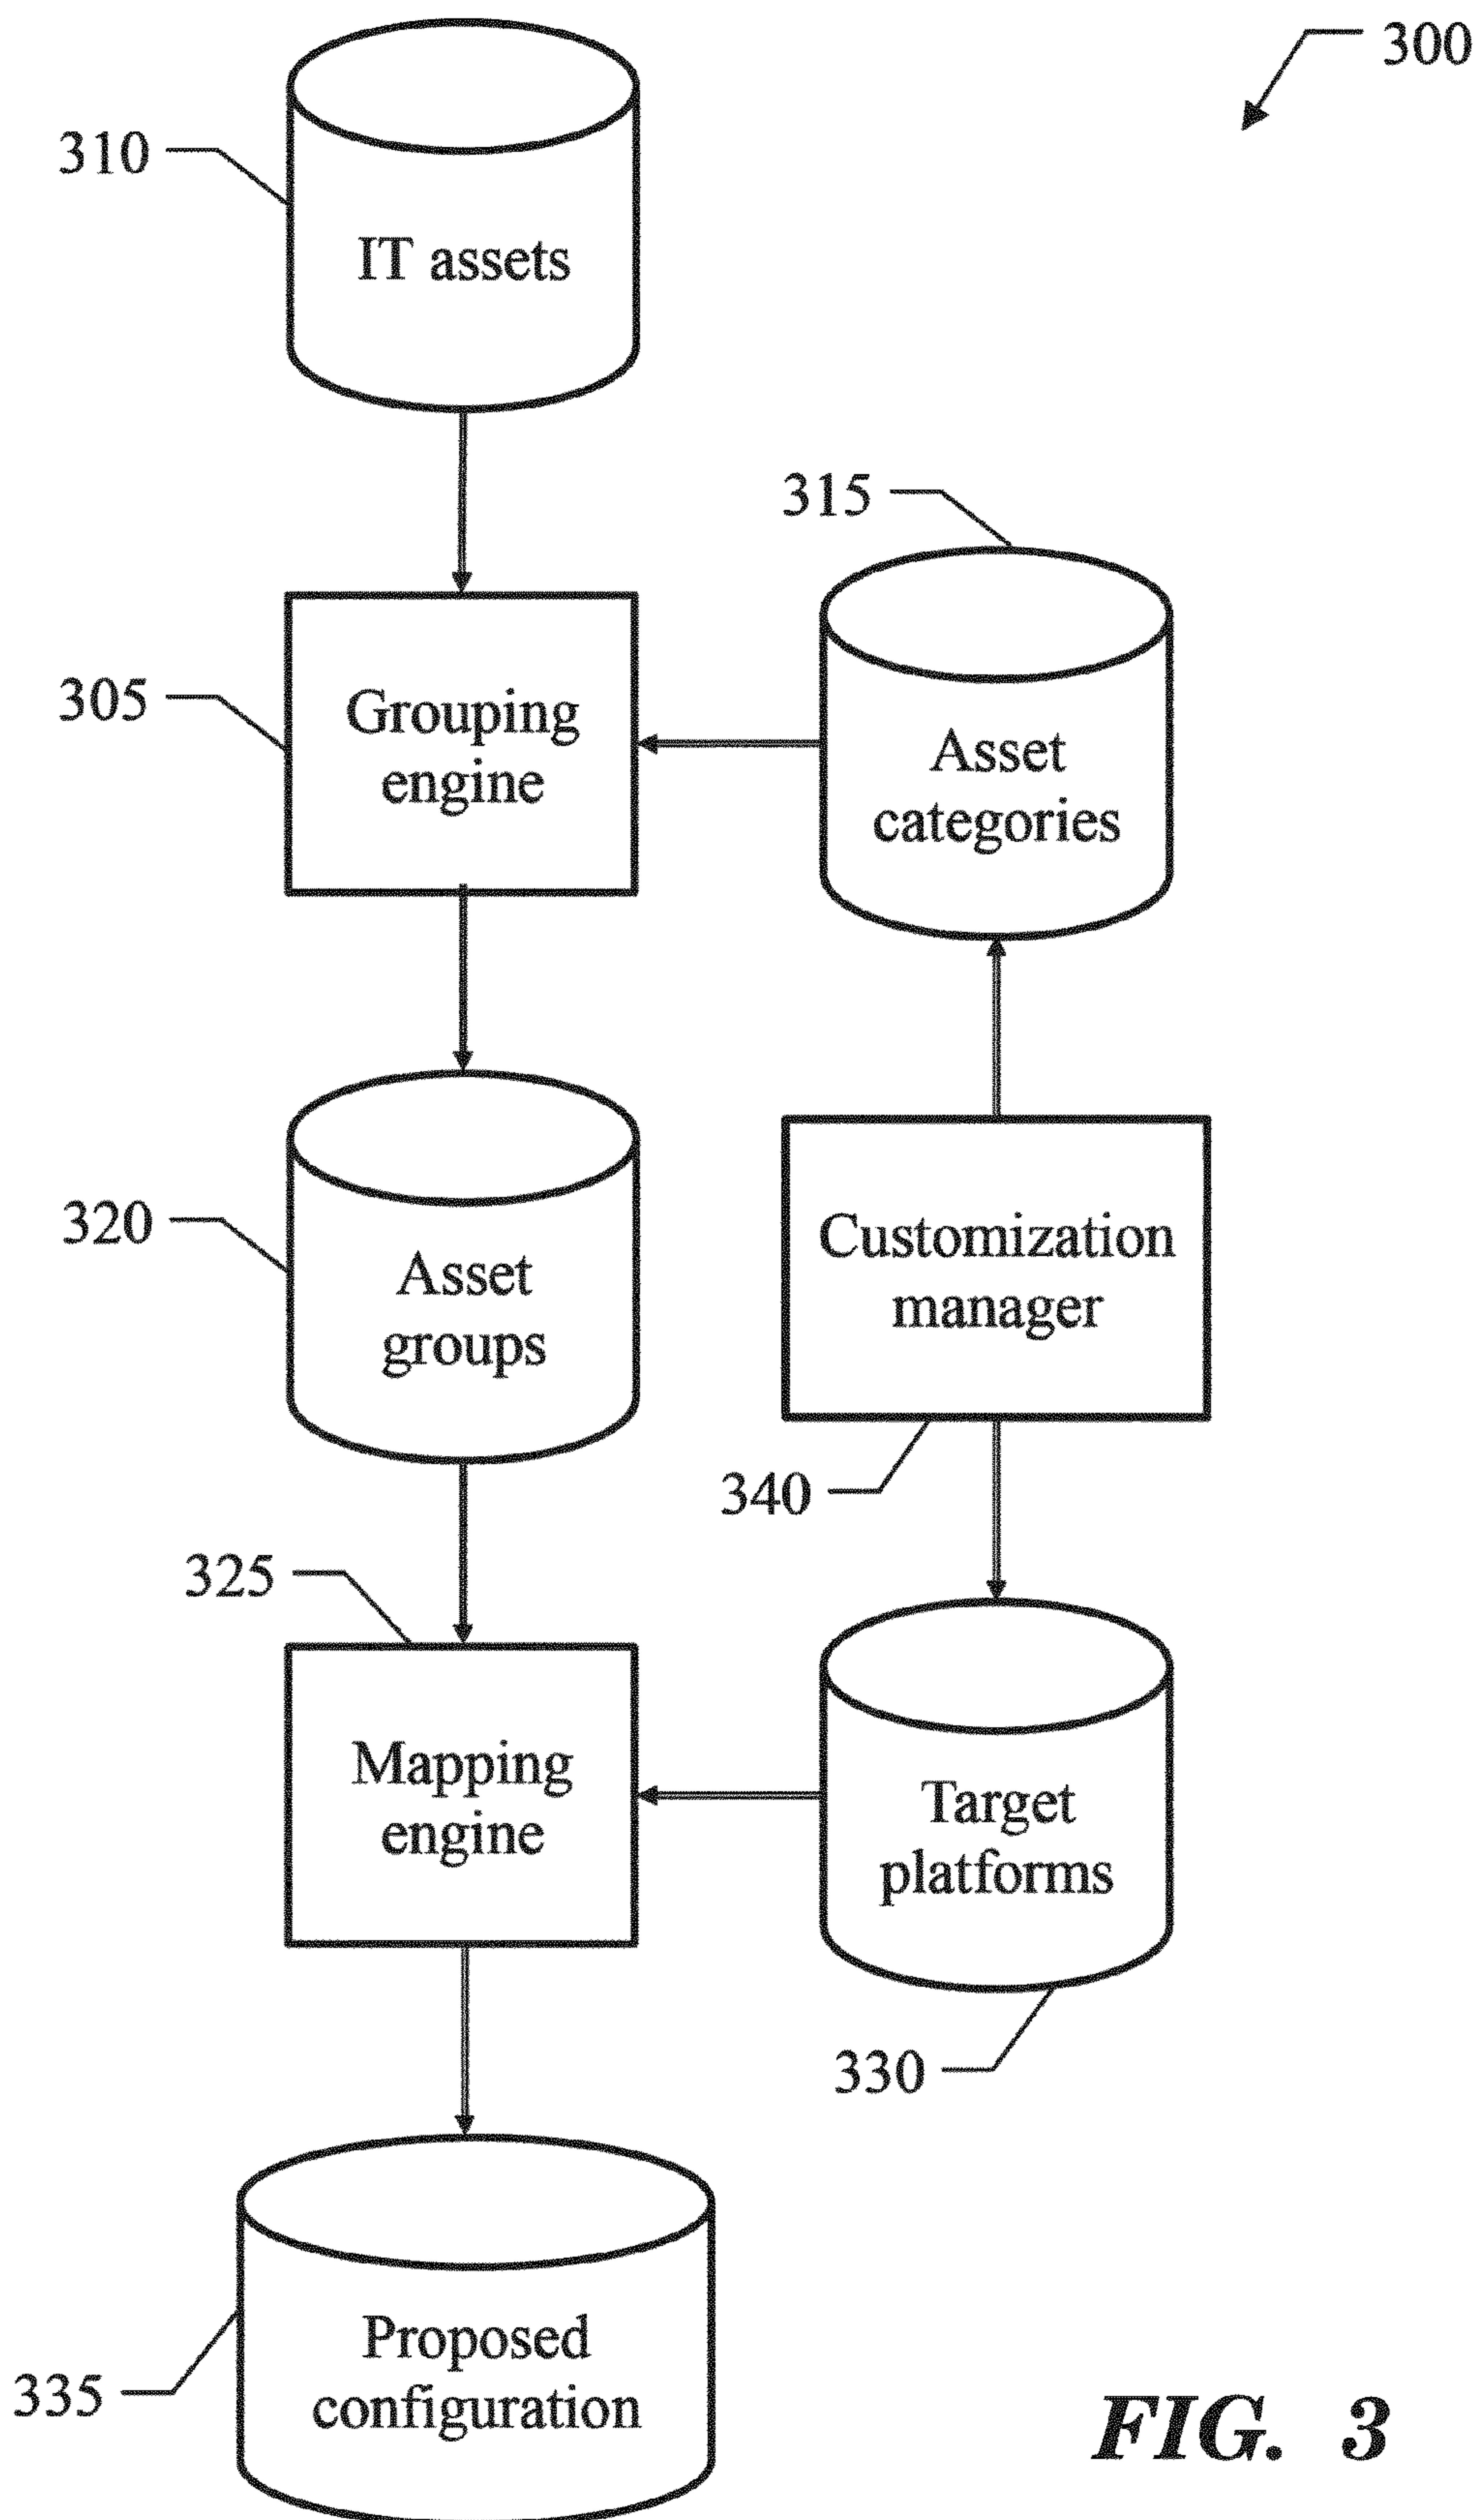 300
310
IT assets
315
305
Grouping
engine
Asset
categories
320
Asset
groups
Customization
manager
340
325
Mapping
engine
Target
platforms
330
335
Proposed
configuration
FIG. 3